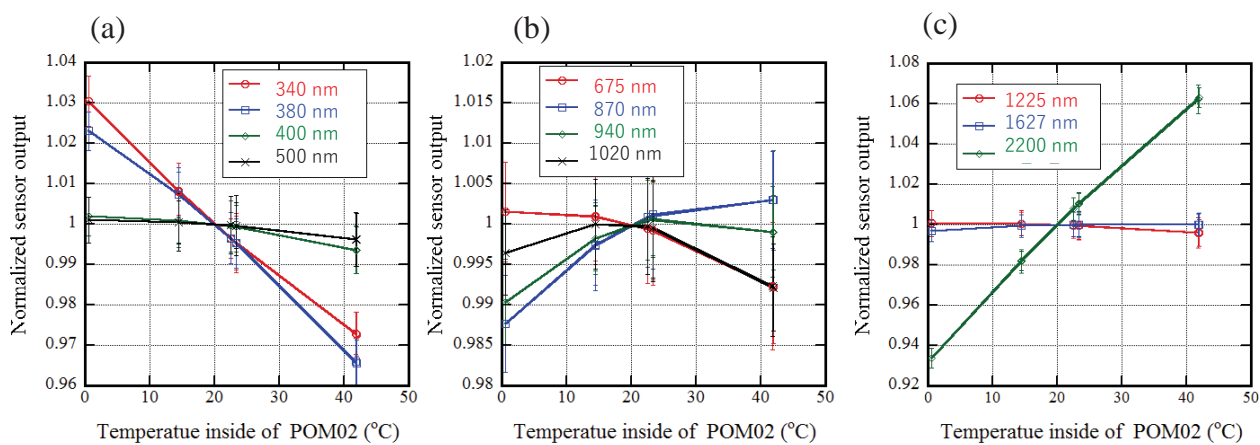 (a)
(b)
(c)
1.04
1.03
1.02
1.01
1
0.99
0.98
0.97
0.96
Normalized sensor output
340 nm
380 nm
400 nm
500 nm
0 10 20 30 40 50
Temperatue inside of POM02 (°C)
1.02
1.015
1.01
1.005
1
0.995
0.99
0.985
0.98
Normalized sensor output
675 nm
870 nm
940 nm
1020 nm
0 10 20 30 40 50
Temperatue inside of POM02 (°C)
1.08
1.06
1.04
1.02
1
0.98
0.96
0.94
0.92
Normalized sensor output
1225 nm
1627 nm
2200 nm
0 10 20 30 40 50
Temperatue inside of POM02 (°C)